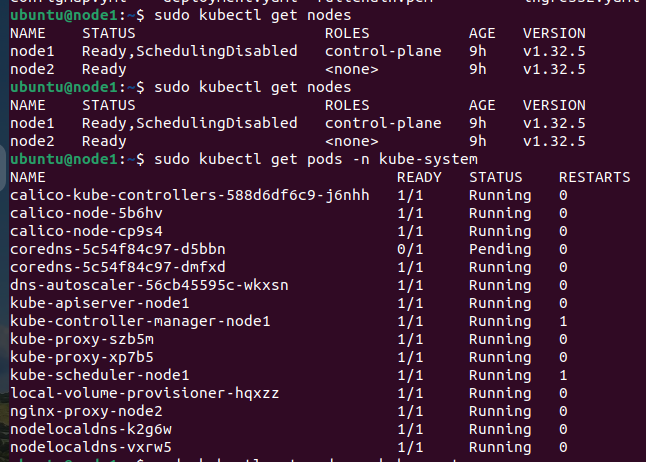 ubuntu@node1:~$ sudo kubectl get nodes
NAME STATUS ROLES AGE VERSION
node1 Ready,SchedulingDisabled control-plane 9h v1.32.5
node2 Ready <none> 9h v1.32.5
ubuntu@node1:~$ sudo kubectl get nodes
NAME STATUS ROLES AGE VERSION
node1 Ready,SchedulingDisabled control-plane 9h v1.32.5
node2 Ready <none> 9h v1.32.5
ubuntu@node1:~$ sudo kubectl get pods -n kube-system
NAME READY STATUS RESTARTS
calico-kube-controllers-588d6df6c9-j6nhh 1/1 Running 0
calico-node-5b6hv 1/1 Running 0
calico-node-cp9s4 1/1 Running 0
coredns-5c54f84c97-d5bbn 0/1 Pending 0
coredns-5c54f84c97-dmfxd 1/1 Running 0
dns-autoscaler-56cb45595c-wkxsn 1/1 Running 0
kube-apiserver-node1 1/1 Running 0
kube-controller-manager-node1 1/1 Running 1
kube-proxy-szb5m 1/1 Running 0
kube-proxy-xp7b5 1/1 Running 0
kube-scheduler-node1 1/1 Running 1
local-volume-provisioner-hqxzz 1/1 Running 0
nginx-proxy-node2 1/1 Running 0
nodelocaldns-k2g6w 1/1 Running 0
nodelocaldns-vxrw5 1/1 Running 0